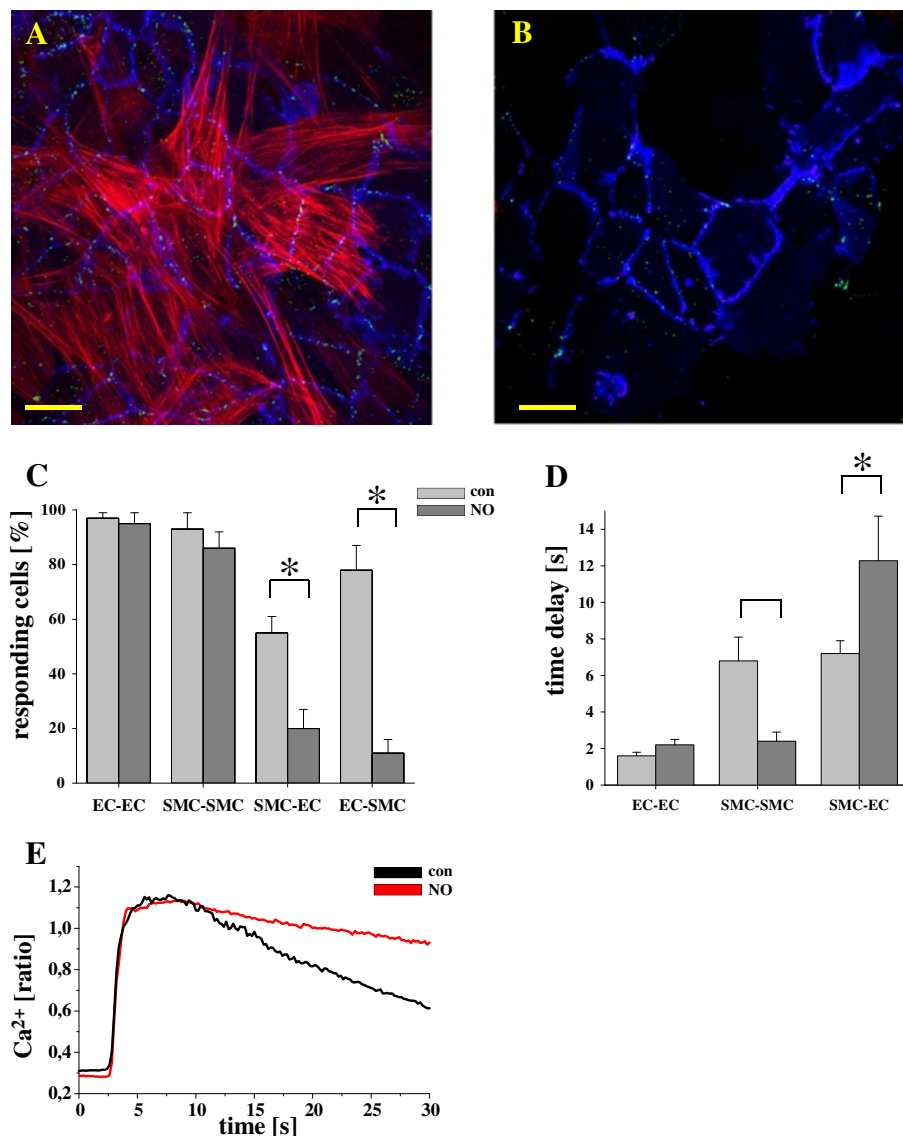 A
B
C
con
NO
*
*
100
80
60
40
20
0
responding cells [ % ]
EC-EC
SMC-SMC
SMC-EC
EC-SMC
D
*
14
12
10
8
6
4
2
0
time delay [s]
EC-EC
SMC-SMC
SMC-EC
E
con
NO
1,2
1,0
0,8
0,6
0,4
0,2
Ca²⁺ [ratio]
0
5
10
15
20
25
30
time [s]